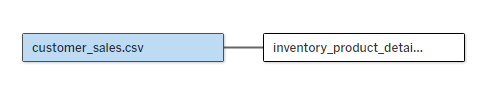 customer_sales.csv
inventory_product_detai...